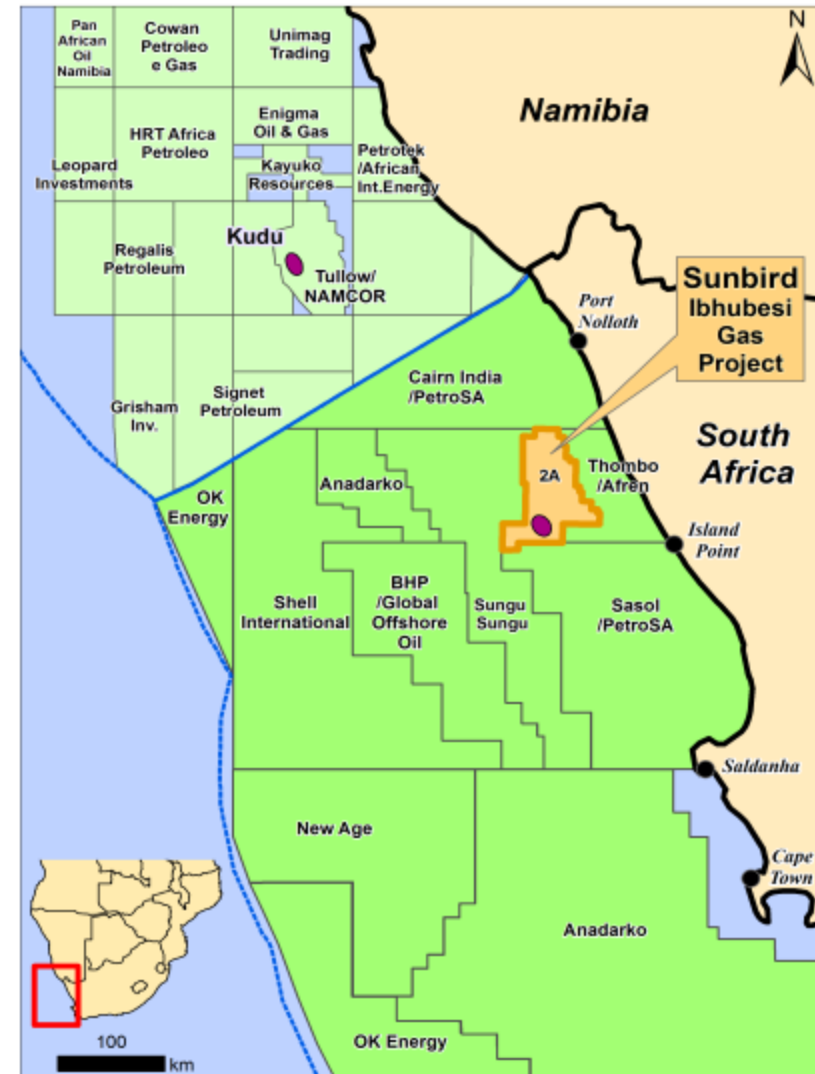 Pan
African
Oil
Namibia
Cowan
Petroleo
e Gas
Unimag
Trading
N
Namibia
HRT Africa
Petroleo
Enigma
Oil & Gas
Leopard
Investments
Kayuko
Resources
Petrotek
/African
Int.Energy
Kudu
Regalis
Petroleum
Tullow/
NAMCOR
Sunbird
Ibhubesi
Gas
Project
Port
Nolloth
Grisham
Inv.
Signet
Petroleum
Cairn India
/PetroSA
South
Africa
OK
Energy
Anadarko
2A
Thombo
/Afren
Island
Point
Shell
International
BHP
/Global
Offshore
Oil
Sungu
Sungu
Sasol
/PetroSA
Saldanha
New Age
Cape
Town
Anadarko
OK Energy
100
km